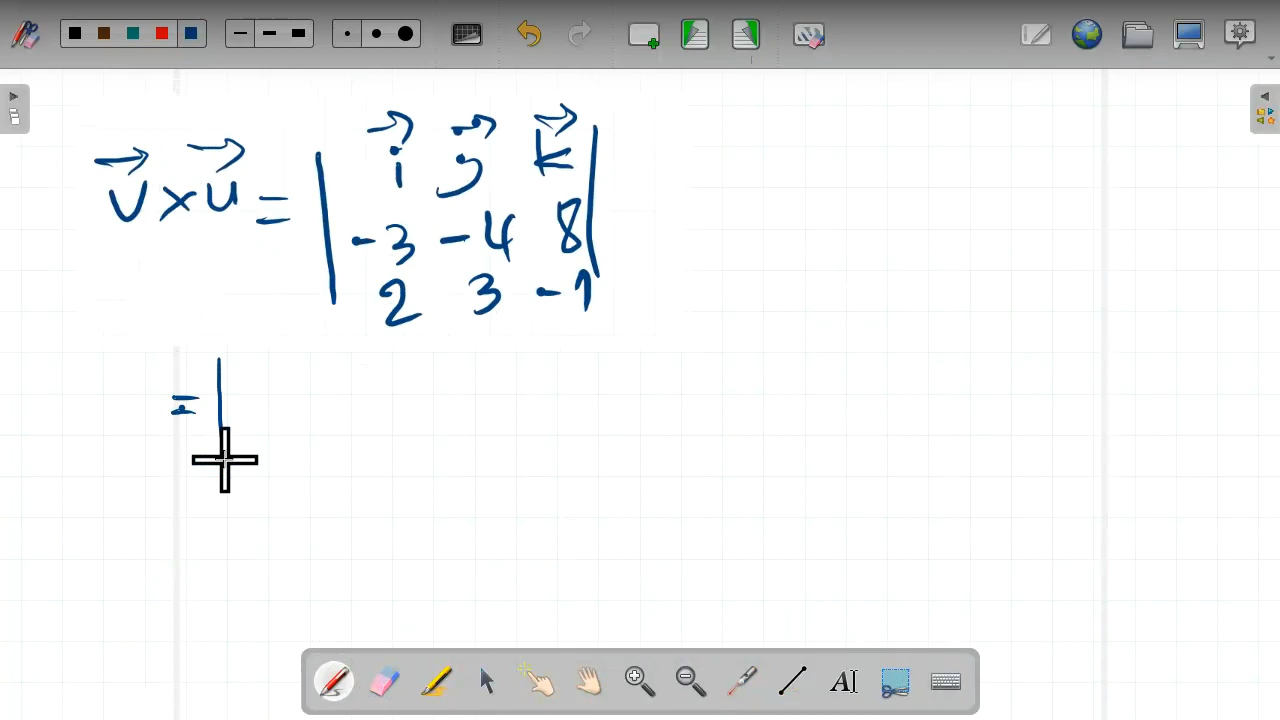 v⃗ × u⃗ = | i⃗ j⃗ k⃗ |
-3 -4 8
2 3 -1
= |